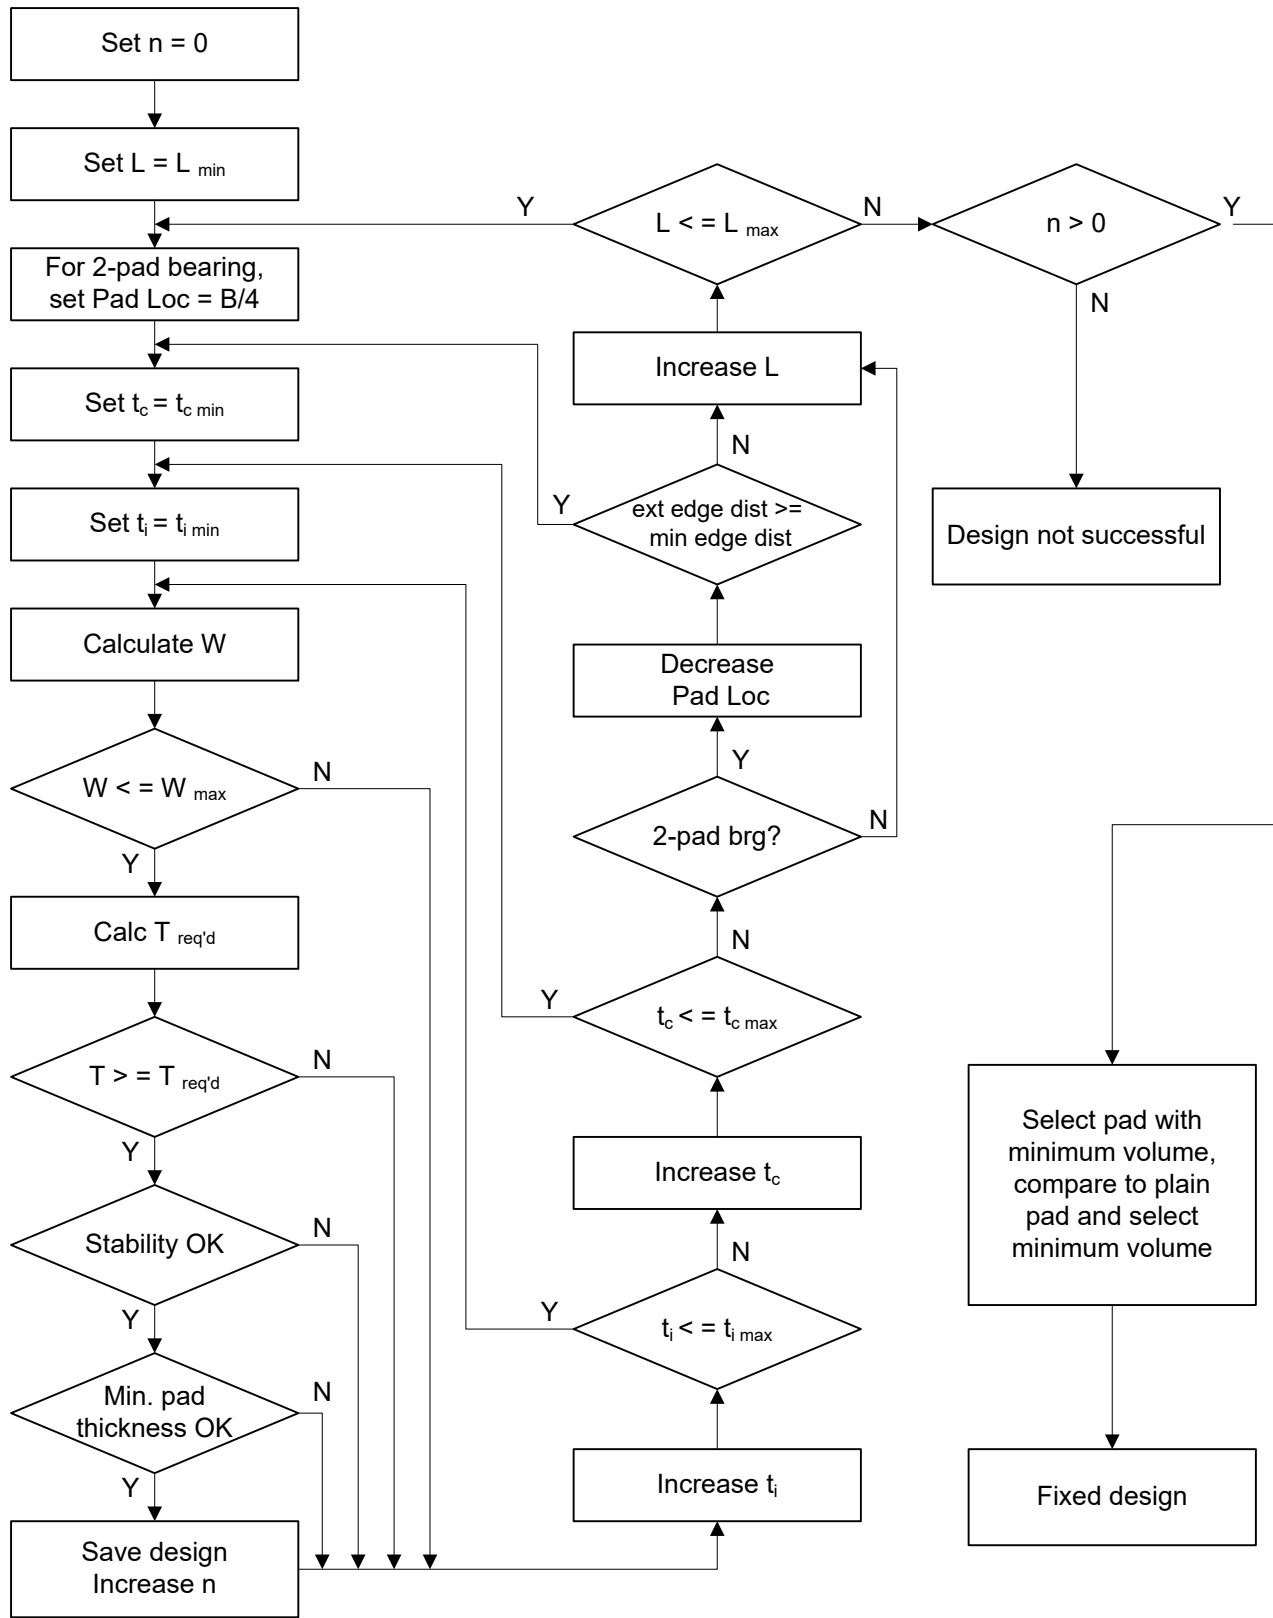 Set n = 0
Set L = L min
For 2-pad bearing,
set Pad Loc = B/4
Set tc = tc min
Set ti = ti min
Calculate W
W < = W max
N
Y
Calc T req'd
T > = T req'd
N
Y
Stability OK
N
Y
Min. pad
thickness OK
N
Y
Save design
Increase n
Y
L < = L max
N
Increase L
N
Y
ext edge dist >=
min edge dist
Decrease
Pad Loc
Y
2-pad brg?
N
N
Y
tc < = tc max
Increase tc
N
Y
ti < = ti max
Increase ti
n > 0
Y
N
Design not successful
Select pad with
minimum volume,
compare to plain
pad and select
minimum volume
Fixed design